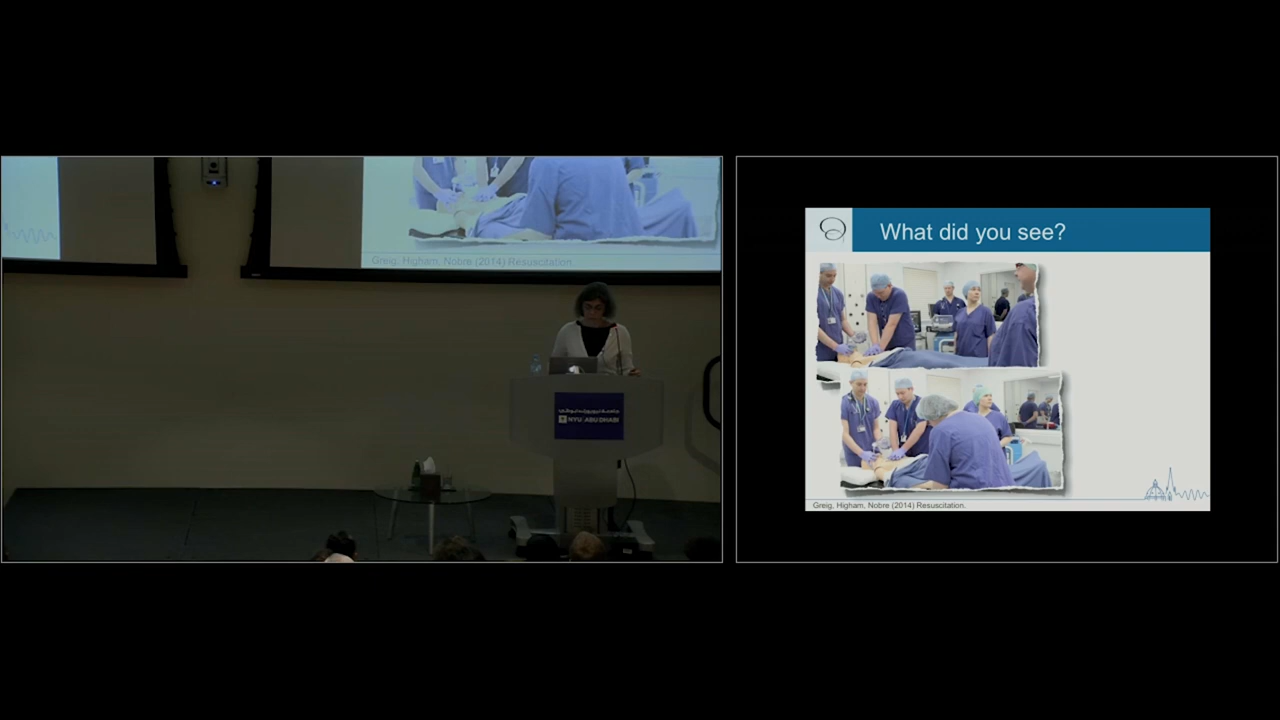 Greig, Higham, Nobre (2014) Resuscitation.
NYU ABU DHABI
What did you see?
Greig, Higham, Nobre (2014) Resuscitation.